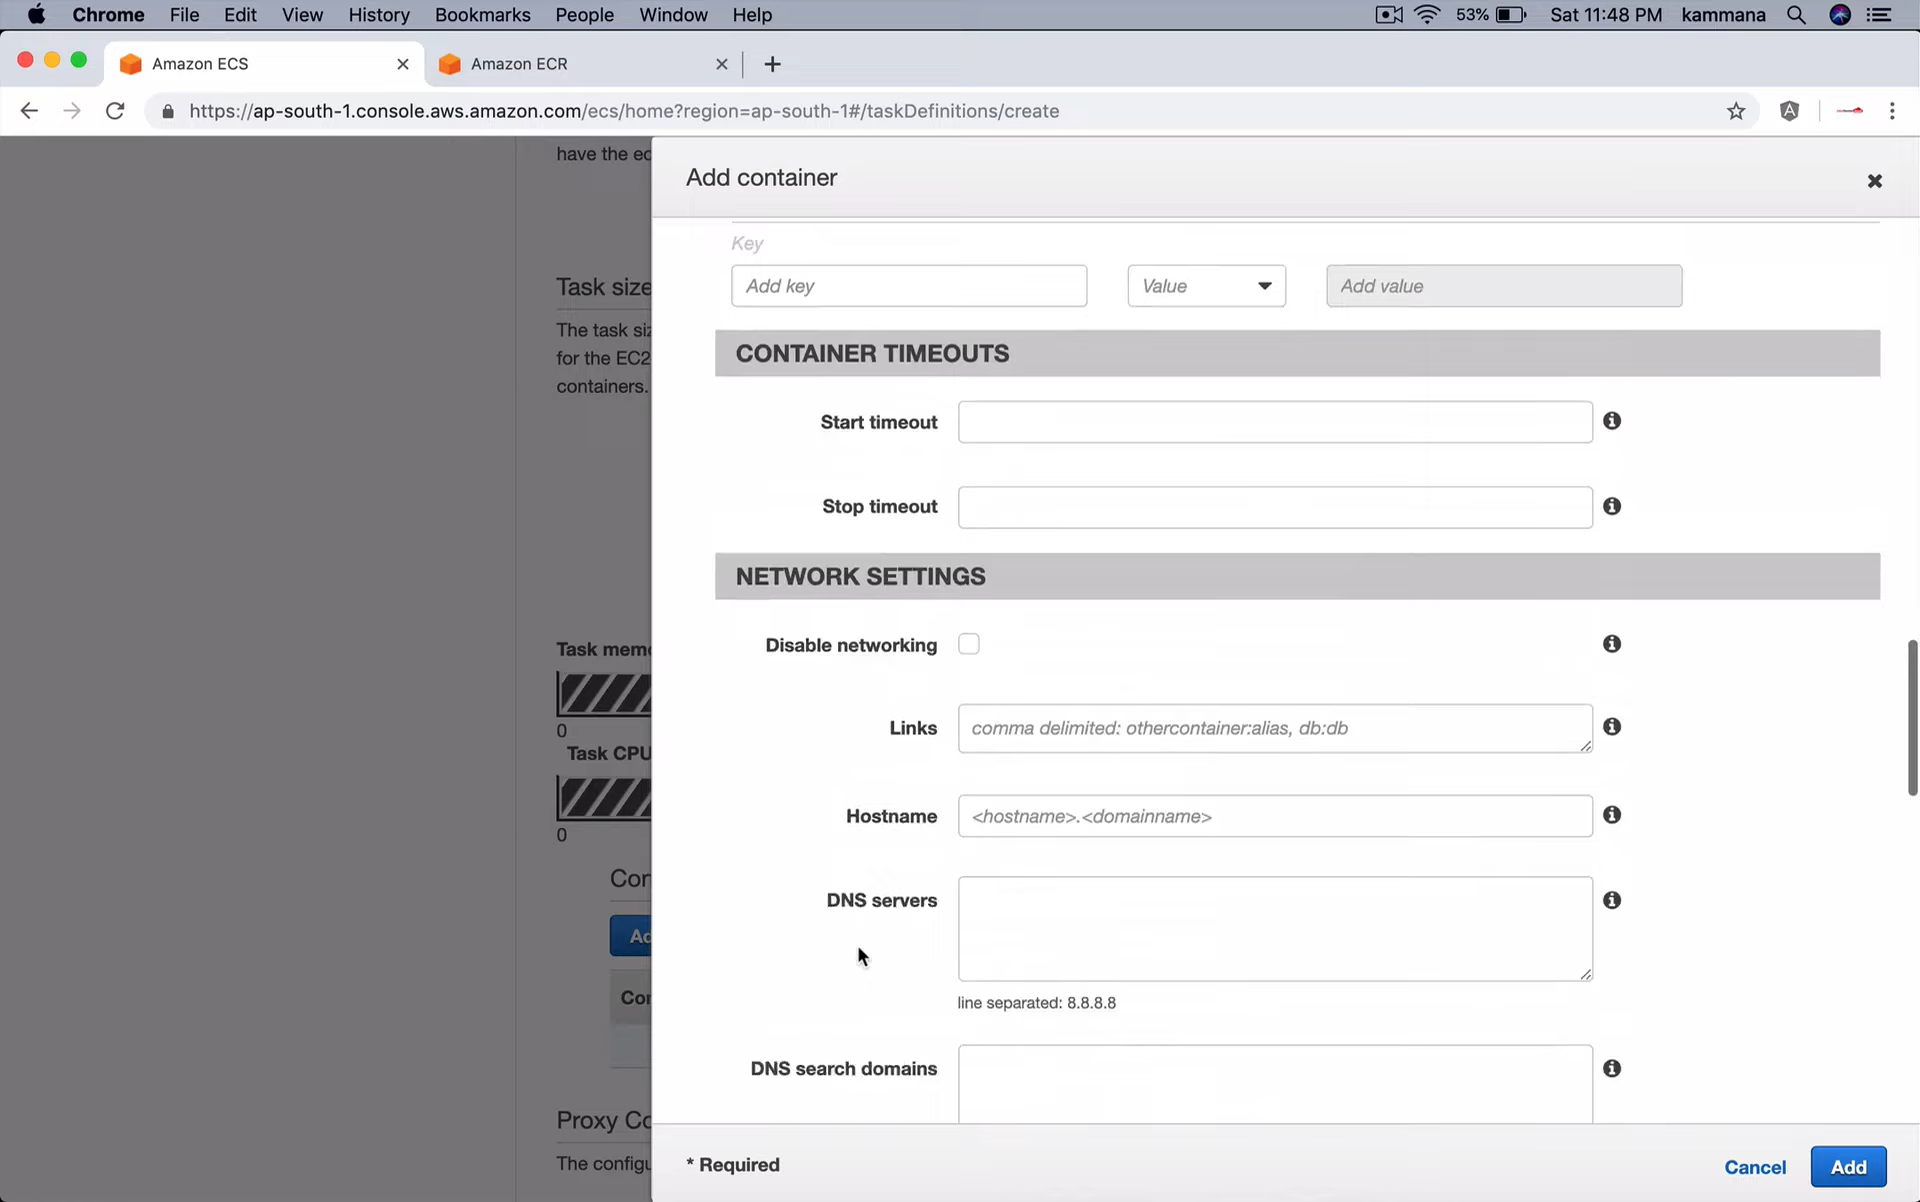 Chrome File Edit View History Bookmarks People Window Help 53% Sat 11:48 PM kammana
Amazon ECS Amazon ECR
https://ap-south-1.console.aws.amazon.com/ecs/home?region=ap-south-1#/taskDefinitions/create
have the ec
Add container
Key
Task size
Add key Value Add value
The task siz
for the EC2
CONTAINER TIMEOUTS
containers.
Start timeout
Stop timeout
NETWORK SETTINGS
Disable networking
Task memo
Links comma delimited: othercontainer:alias, db:db
0
Task CPU
Hostname <hostname>.<domainname>
0
Con
DNS servers
Ad
Con
line separated: 8.8.8.8
DNS search domains
Proxy Co
The configu
* Required
Cancel Add